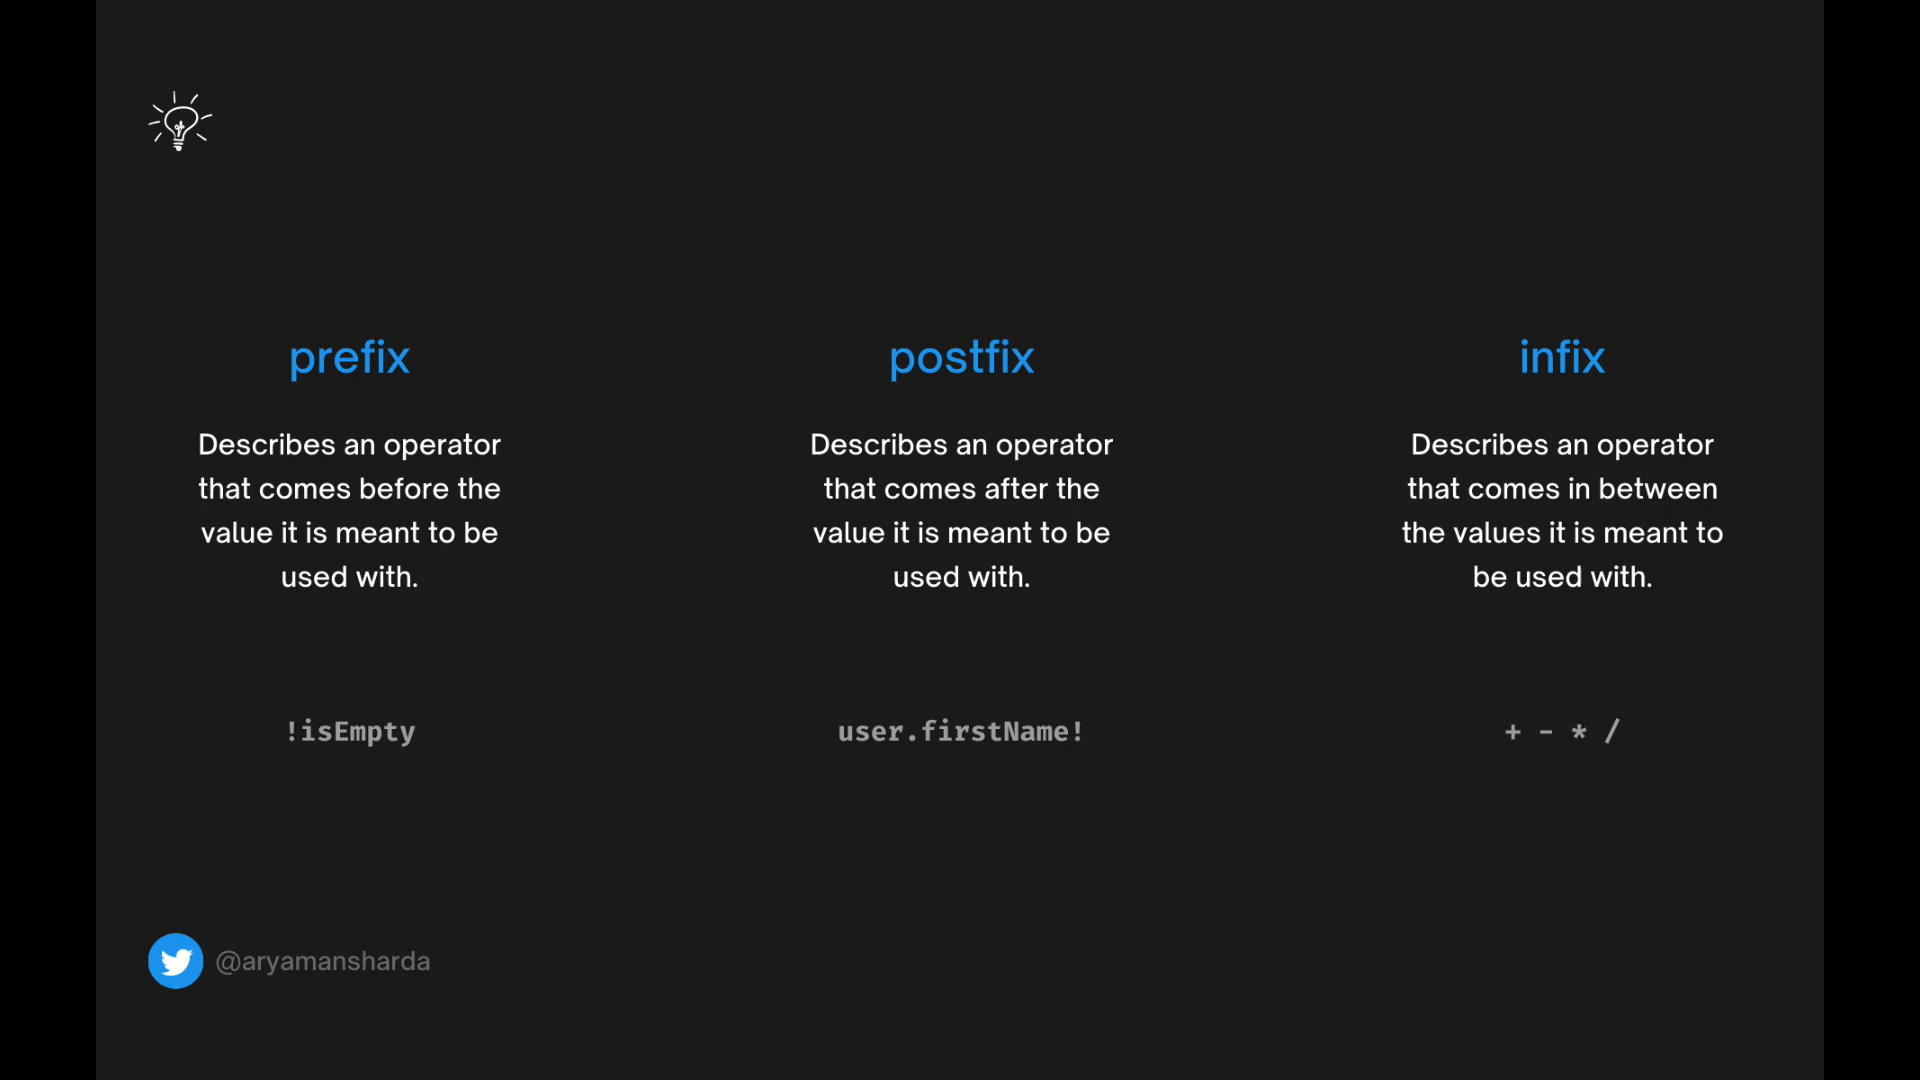 prefix
Describes an operator
that comes before the
value it is meant to be
used with.
!isEmpty
postfix
Describes an operator
that comes after the
value it is meant to be
used with.
user.firstName!
infix
Describes an operator
that comes in between
the values it is meant to
be used with.
+ - * /
@aryamansharda